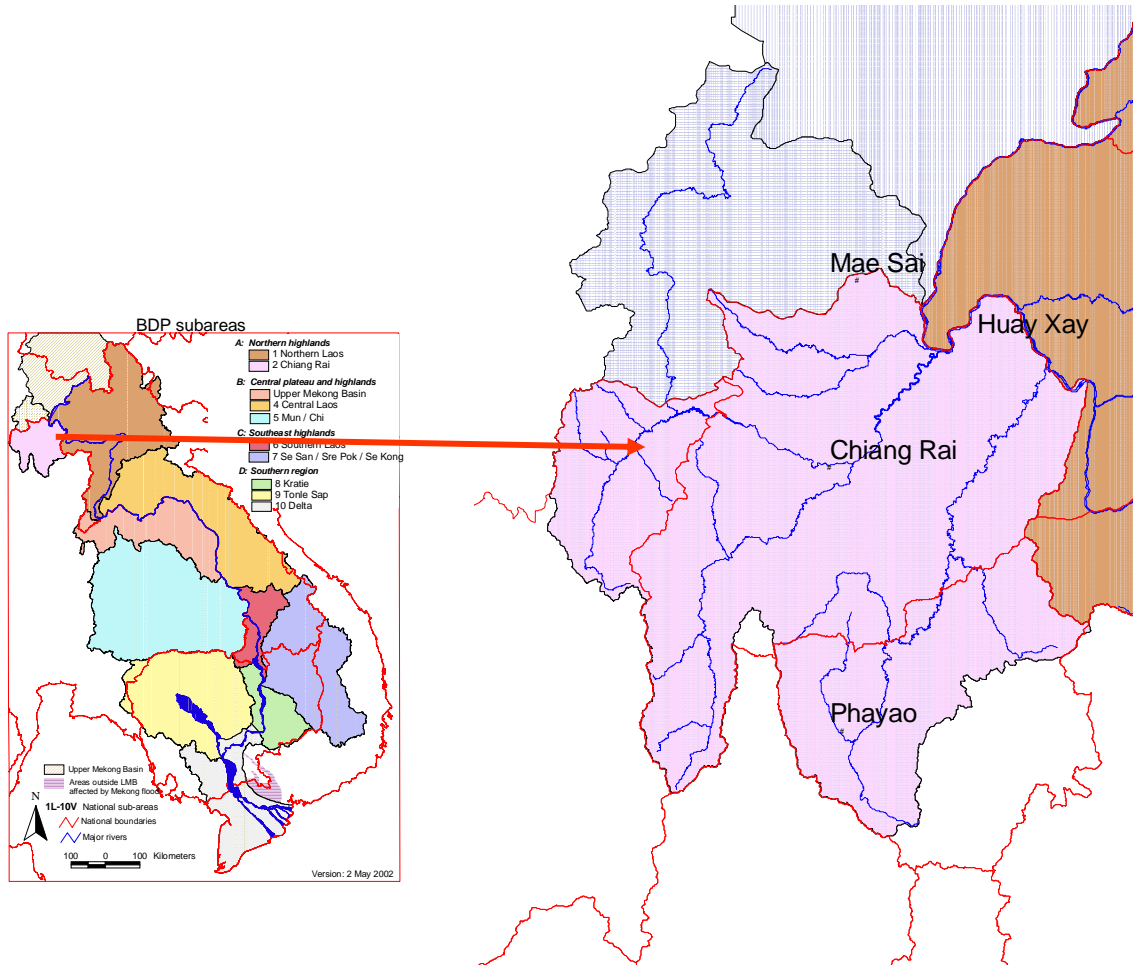 BDP subareas
A: Northern highlands
1 Northern Laos
2 Chiang Rai
B: Central plateau and highlands
Upper Mekong Basin
4 Central Laos
5 Mun / Chi
C: Southeast highlands
6 Southern Laos
7 Se San / Sre Pok / Se Kong
D: Southern region
8 Kratie
9 Tonle Sap
10 Delta
Upper Mekong Basin
Areas outside LMB
affected by Mekong flood
N
1L-10V National sub-areas
National boundaries
Major rivers
100 0 100 Kilometers
Version: 2 May 2002
Mae Sai
#
Huay Xay
Chiang Rai
#
Phayao
#